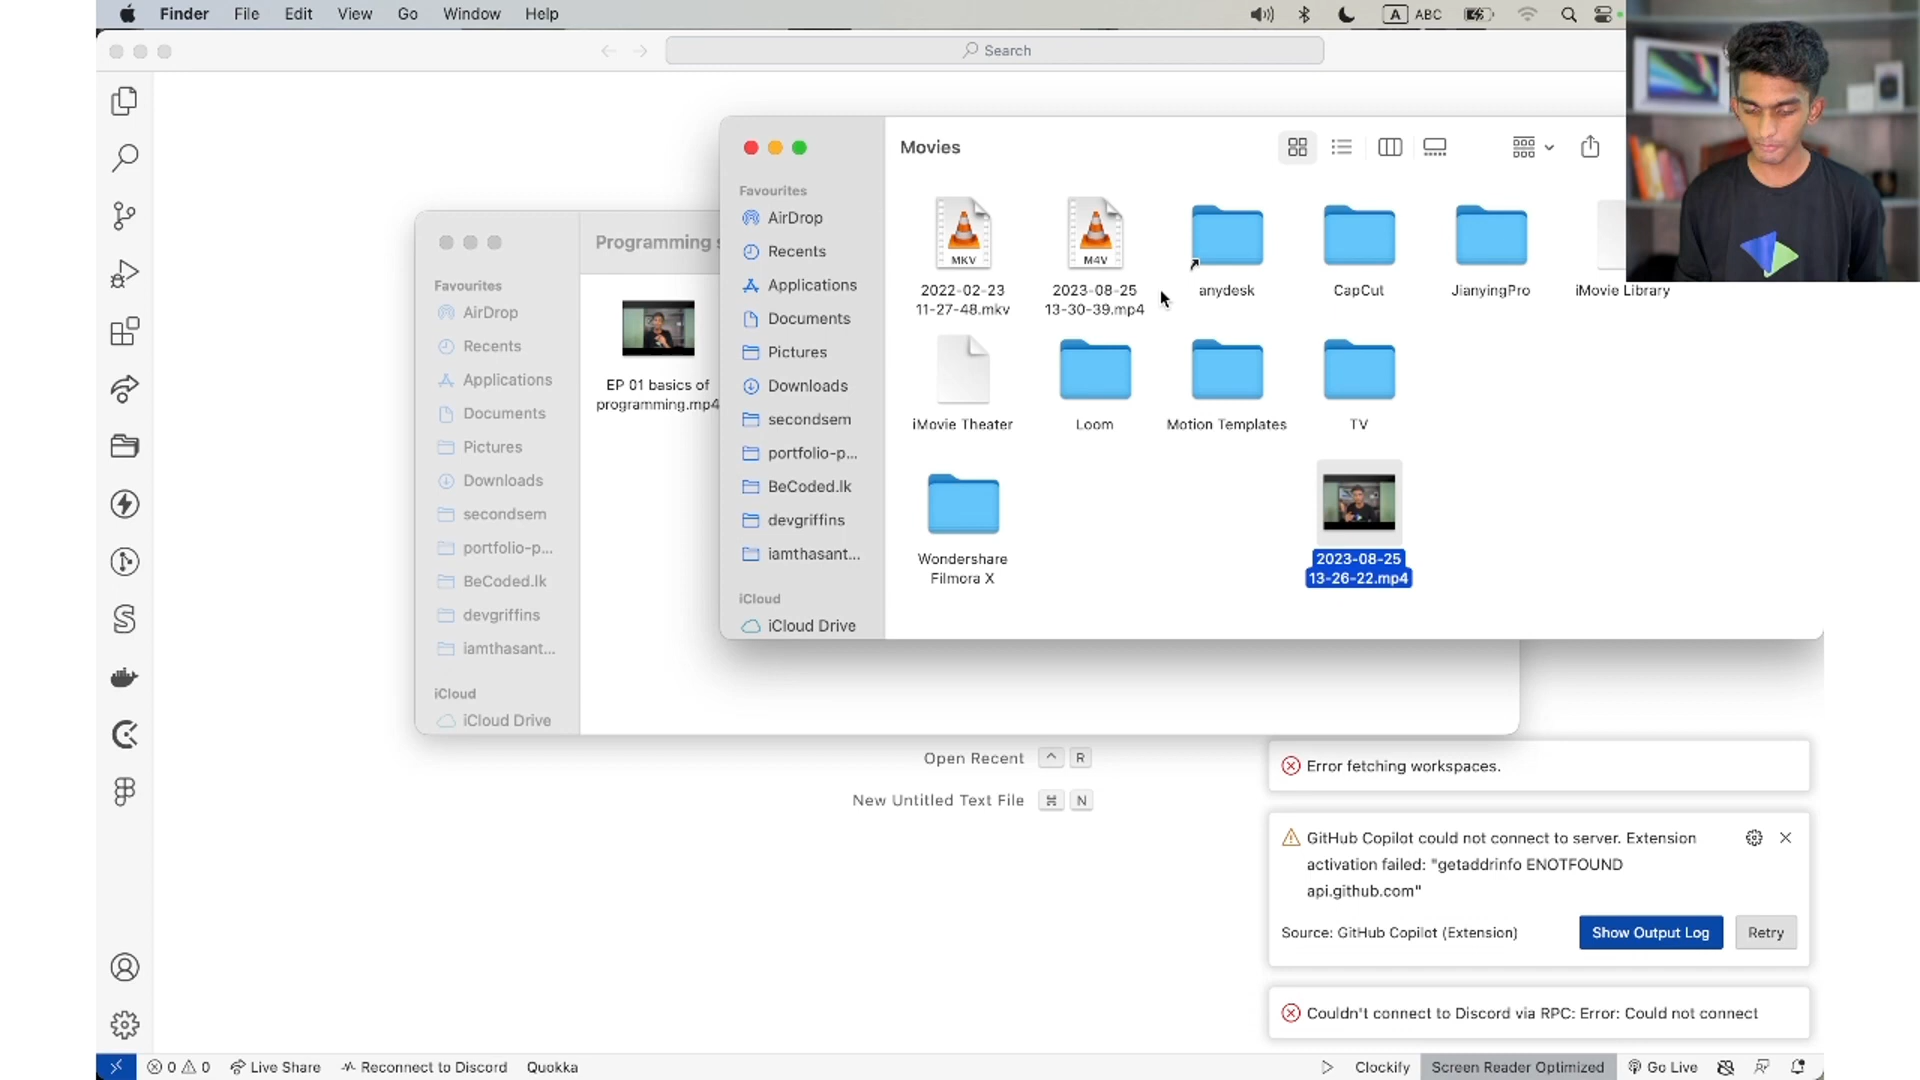 Finder File Edit View Go Window Help A ABC
Search
Movies
Favourites
AirDrop
Recents
Applications
Documents
Pictures
Downloads
secondsem
portfolio-p...
BeCoded.lk
devgriffins
iamthasant...
iCloud
iCloud Drive
MKV
2022-02-23
11-27-48.mkv
M4V
2023-08-25
13-30-39.mp4
anydesk
CapCut
JianyingPro
iMovie Library
iMovie Theater
Loom
Motion Templates
TV
Wondershare
Filmora X
2023-08-25
13-26-22.mp4
Programming
Favourites
AirDrop
Recents
Applications
Documents
Pictures
Downloads
secondsem
portfolio-p...
BeCoded.lk
devgriffins
iamthasant...
iCloud
iCloud Drive
EP 01 basics of
programming.mp4
Open Recent ^ R
New Untitled Text File ⌘ N
Error fetching workspaces.
GitHub Copilot could not connect to server. Extension
activation failed: "getaddrinfo ENOTFOUND
api.github.com"
Source: GitHub Copilot (Extension) Show Output Log Retry
Couldn't connect to Discord via RPC: Error: Could not connect
0 0 Live Share Reconnect to Discord Quokka Clockify Screen Reader Optimized Go Live